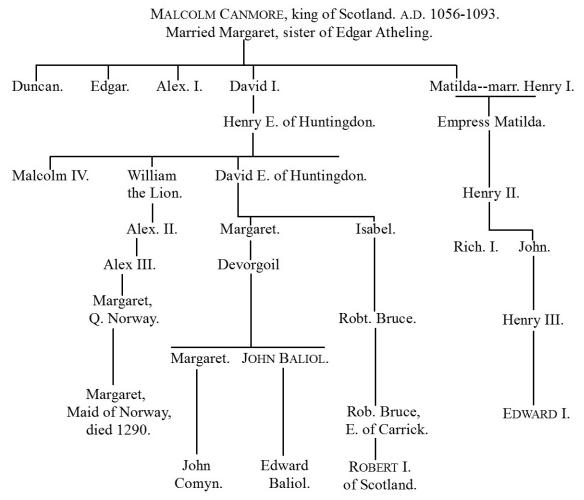 MALCOLM CANMORE, king of Scotland. A.D. 1056-1093.
Married Margaret, sister of Edgar Atheling.
Duncan. Edgar. Alex. I. David I. Matilda--marr. Henry I.
Henry E. of Huntingdon. Empress Matilda.
Malcolm IV. William the Lion. David E. of Huntingdon.
Henry II.
Alex. II. Margaret. Isabel.
Rich. I. John.
Alex III. Devorgoil
Margaret,
Q. Norway. Robt. Bruce. Henry III.
Margaret. JOHN BALIOL.
Margaret,
Maid of Norway,
died 1290.
Rob. Bruce,
E. of Carrick.
EDWARD I.
John
Comyn.
Edward
Baliol.
ROBERT I.
of Scotland.